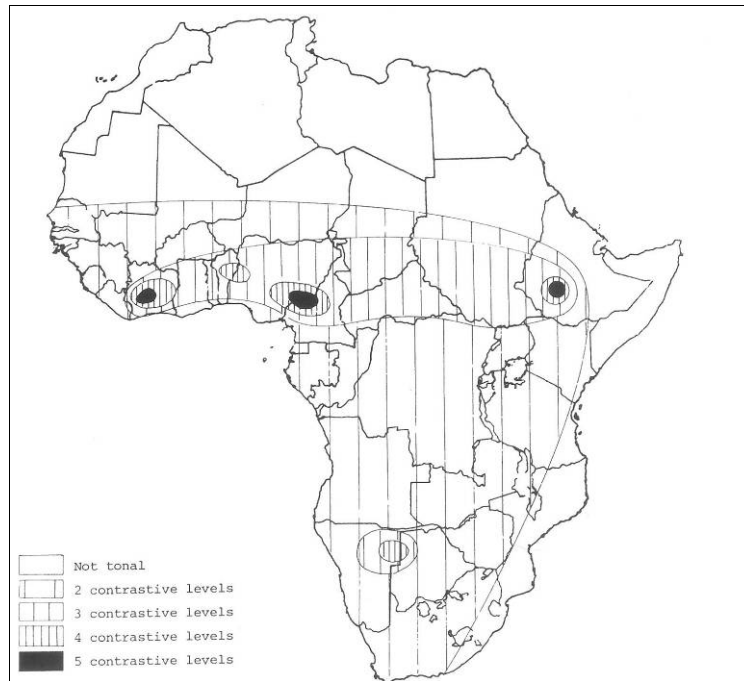 Not tonal
2 contrastive levels
3 contrastive levels
4 contrastive levels
5 contrastive levels